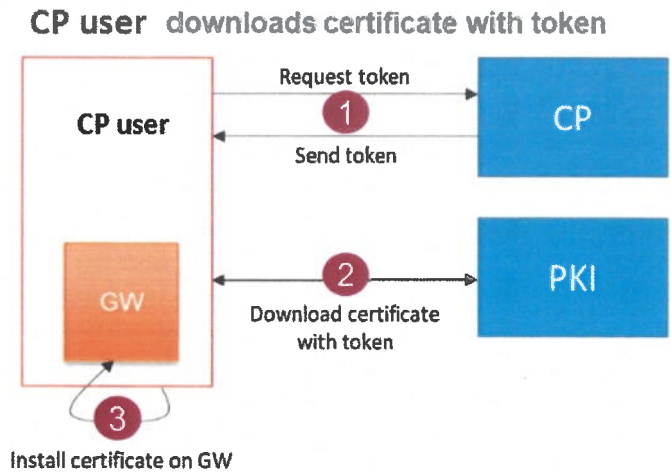 CP user downloads certificate with token
Request token
CP user
1
CP
Send token
GW
2
PKI
Download certificate
with token
3
Install certificate on GW